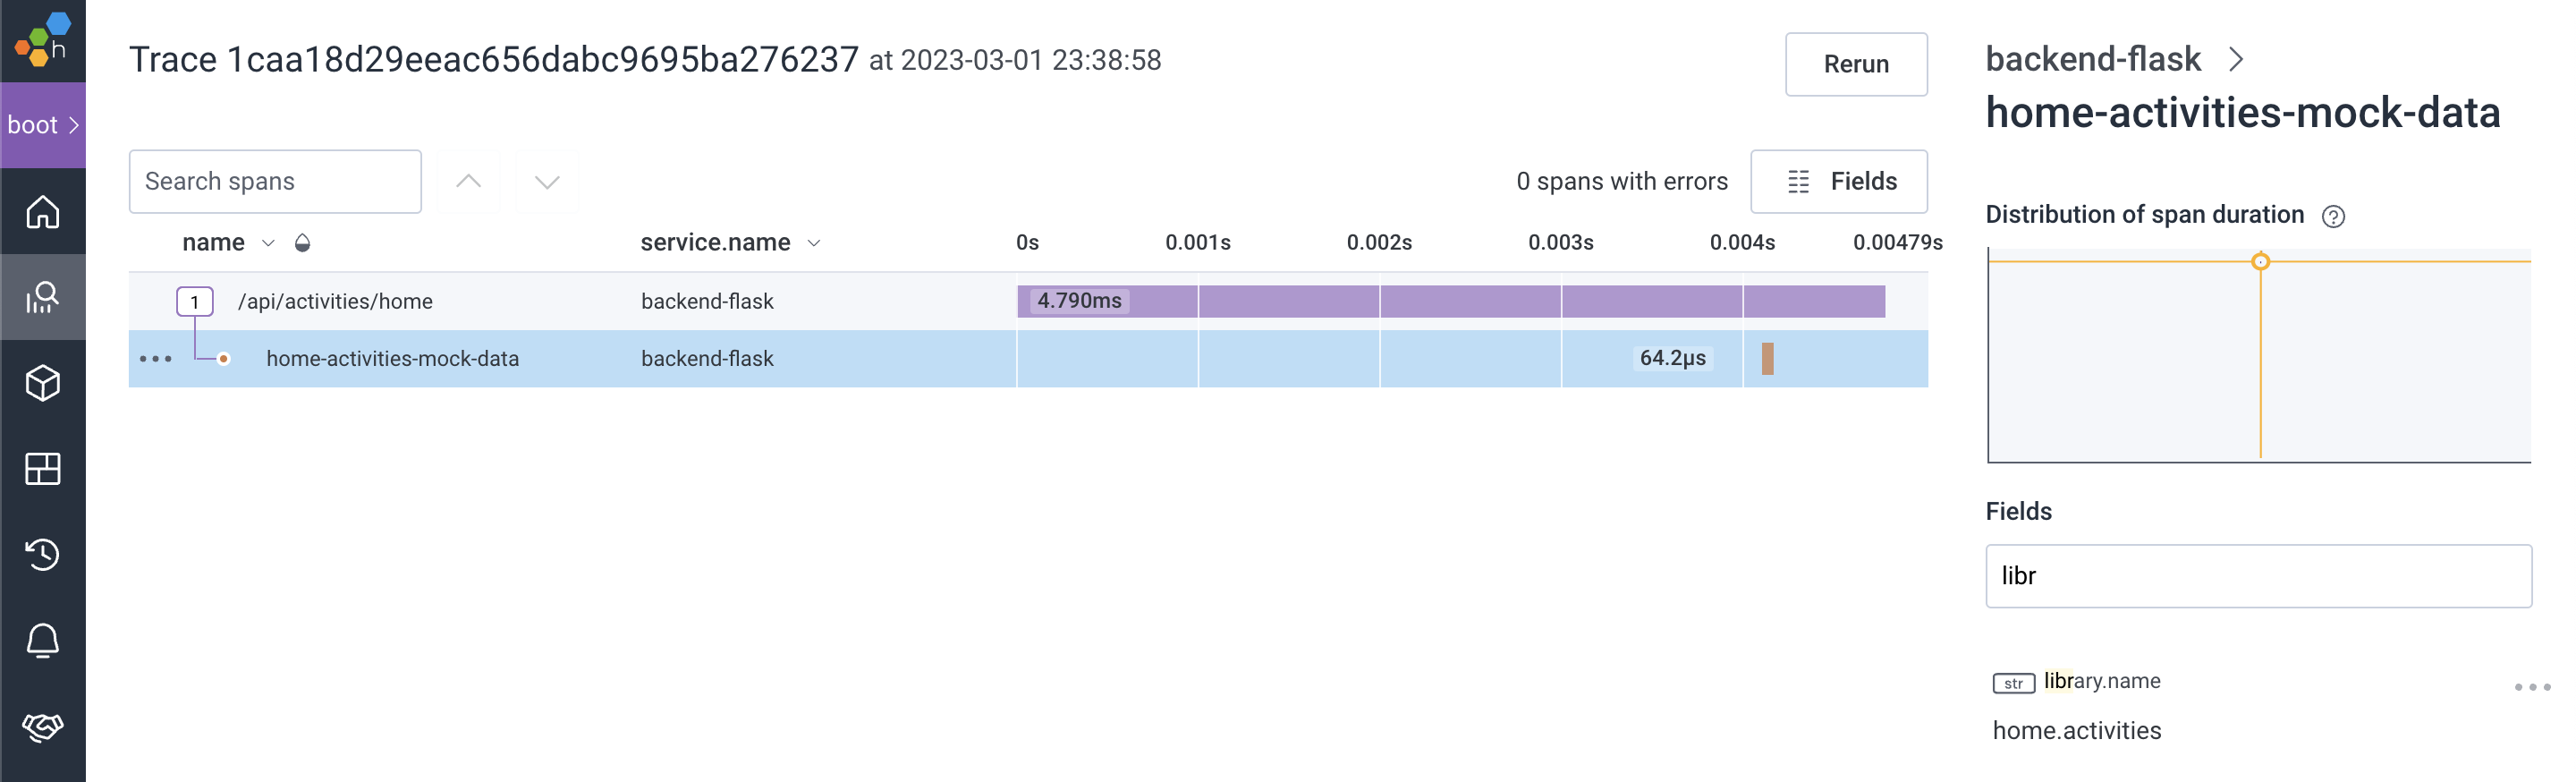 h
boot >
Trace 1caa18d29eeac656dabc9695ba276237 at 2023-03-01 23:38:58
Rerun
Search spans
0 spans with errors
Fields
name
service.name
0s 0.001s 0.002s 0.003s 0.004s 0.00479s
1 /api/activities/home backend-flask 4.790ms
home-activities-mock-data backend-flask 64.2μs
backend-flask >
home-activities-mock-data
Distribution of span duration ?
Fields
libr
str library.name
home.activities